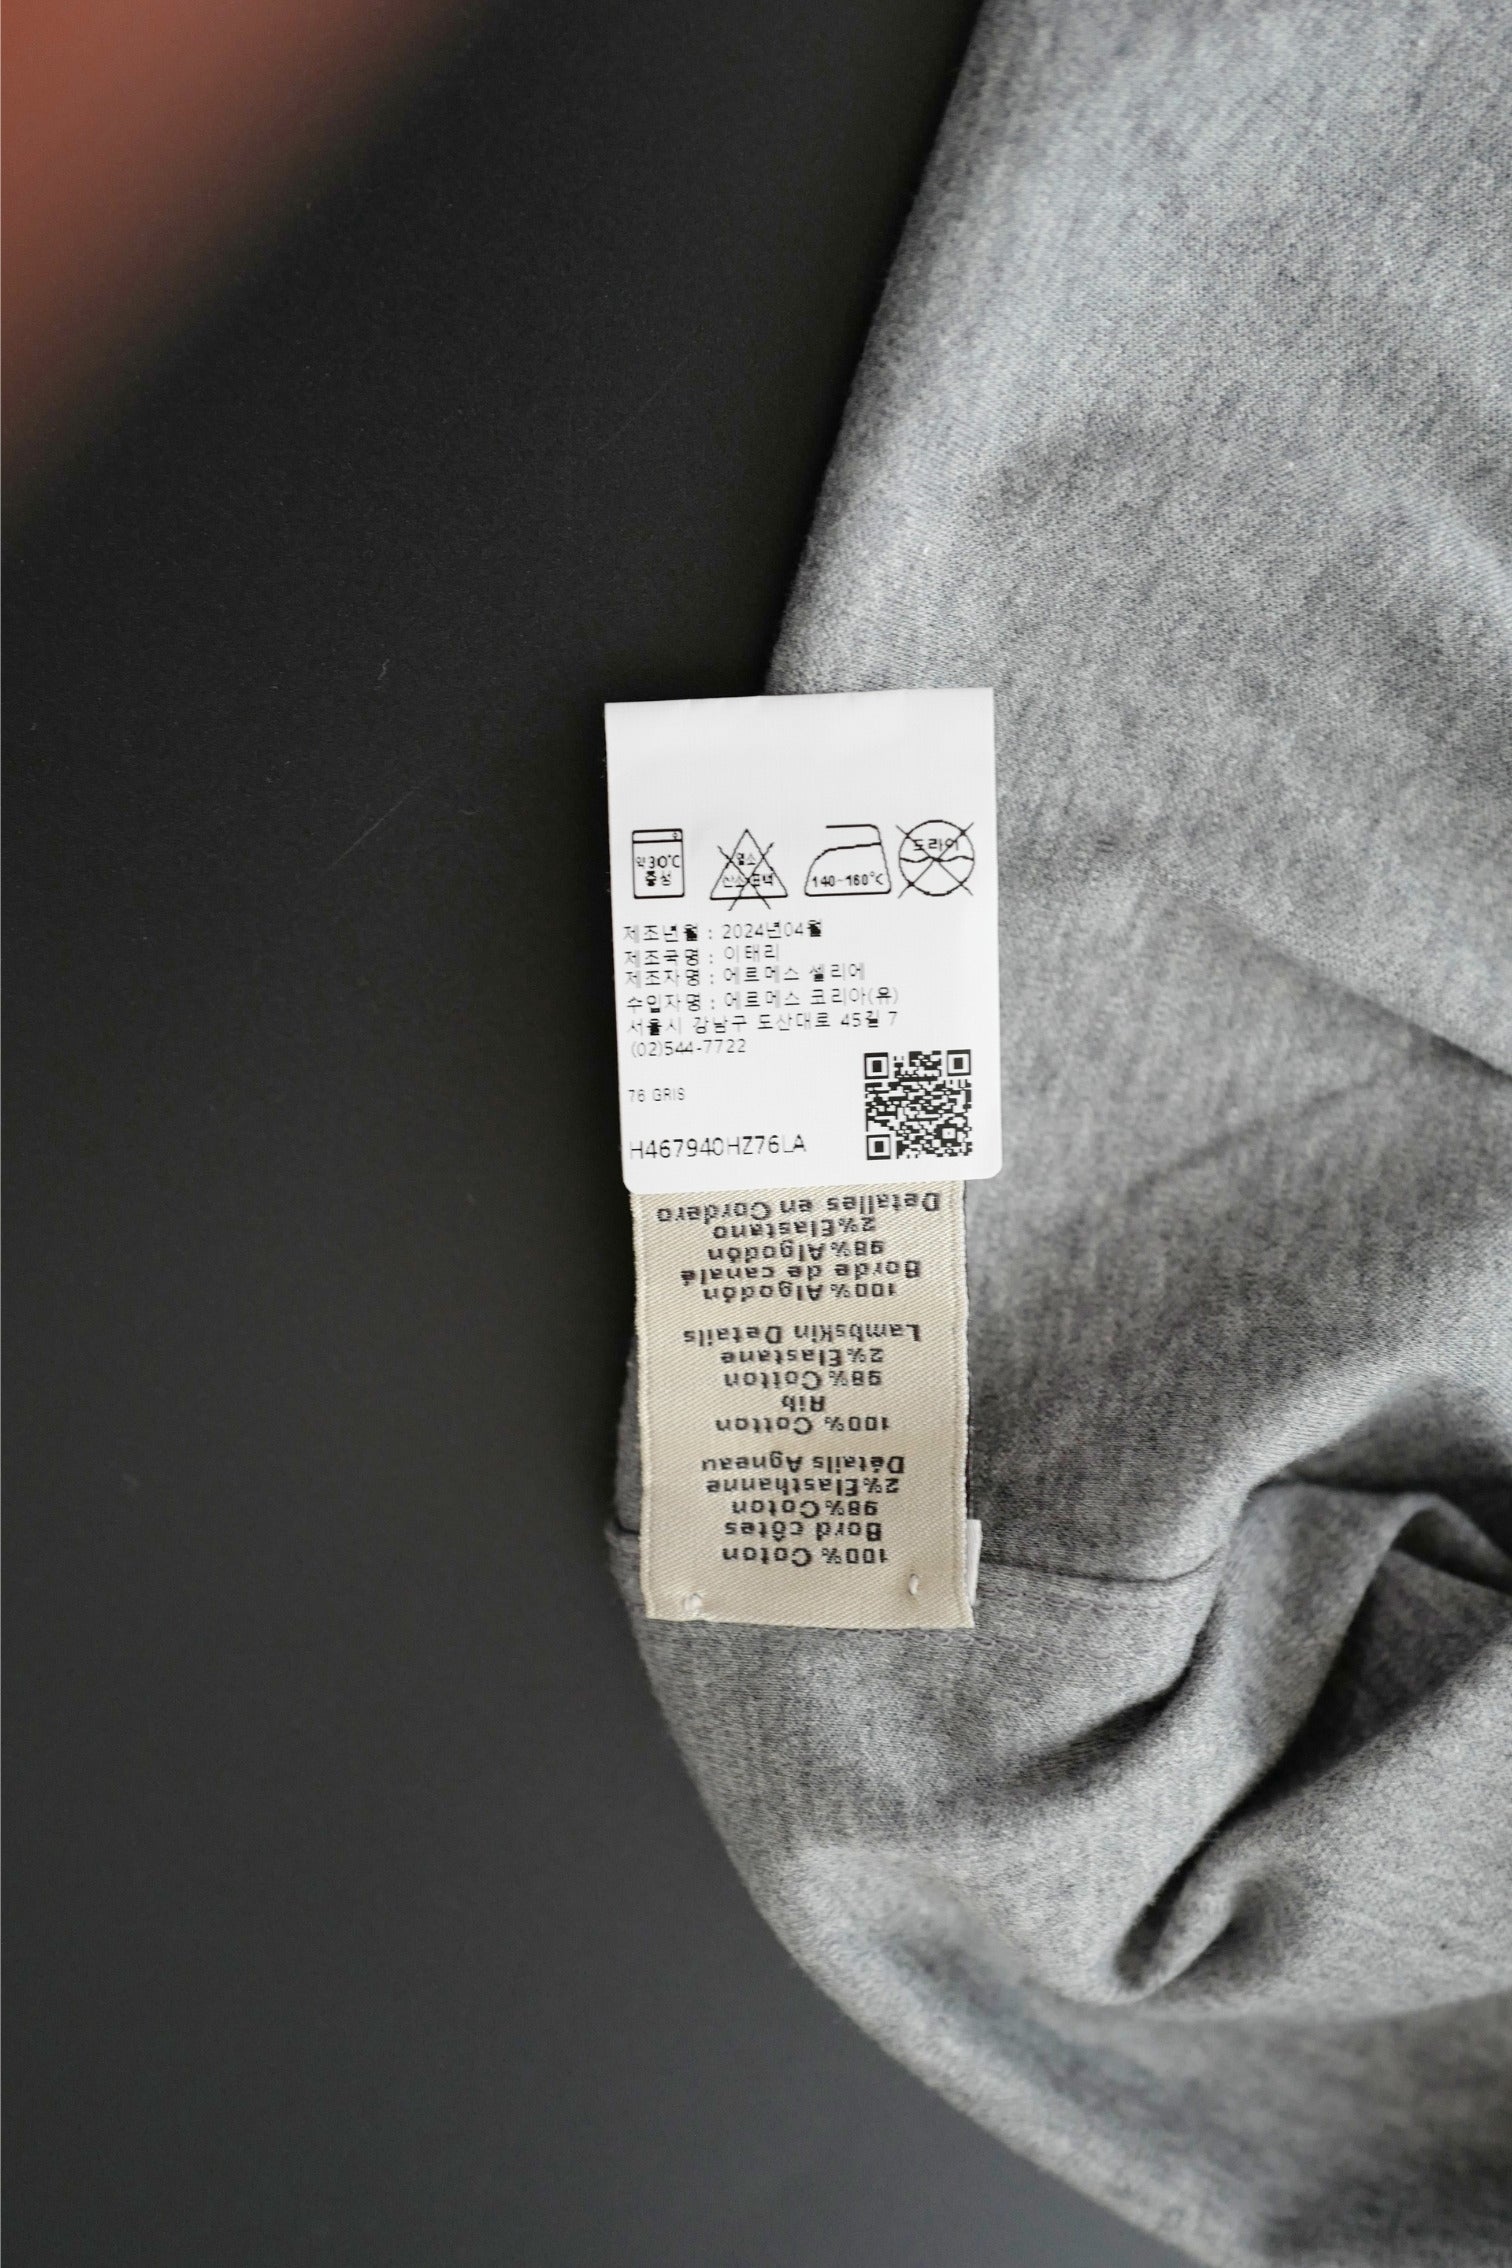 약 30℃
중성
염소
산소표백
140~160℃
드라이
제조년월 : 2024년04월
제조국명 : 이태리
제조자명 : 에르메스 셀리에
수입자명 : 에르메스 코리아(유)
서울시 강남구 도산대로 45길 7
(02)544-7722
76 GRIS
H467940HZ76LA
100% Coton
Bord côtes
98% Coton
2% Elasthanne
Détails Agneau
100% Cotton
Rib
98% Cotton
2% Elastane
Lambskin Details
100% Algodón
Borde de canalé
98% Algodón
2% Elastano
Detalles en Cordero